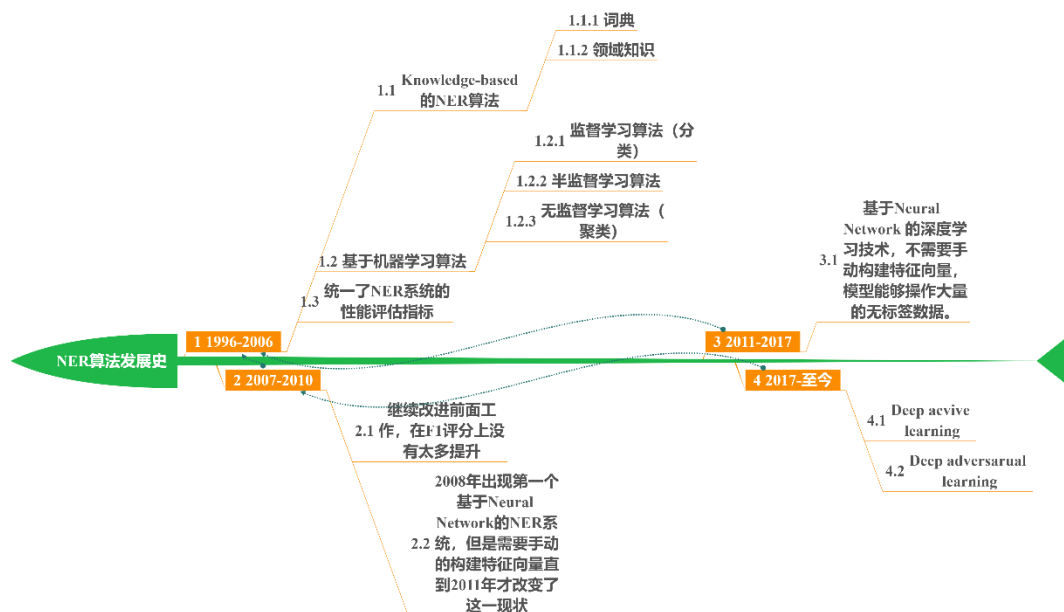 NER算法发展史
1 1996-2006
1.1 Knowledge-based
的NER算法
1.1.1 词典
1.1.2 领域知识
1.2 基于机器学习算法
1.2.1 监督学习算法（分
类）
1.2.2 半监督学习算法
1.2.3 无监督学习算法（
聚类）
1.3 统一了NER系统的
性能评估指标
2 2007-2010
继续改进前面工
2.1 作，在F1评分上没
有太多提升
2008年出现第一个
基于Neural
Network的NER系
2.2 统，但是需要手动
的构建特征向量直
到2011年才改变了
这一现状
3 2011-2017
基于Neural
Network 的深度学
习技术，不需要手
3.1 动构建特征向量，
模型能够操作大量
的无标签数据。
4 2017-至今
4.1 Deep acvive
learning
4.2 Deep adversarual
learning